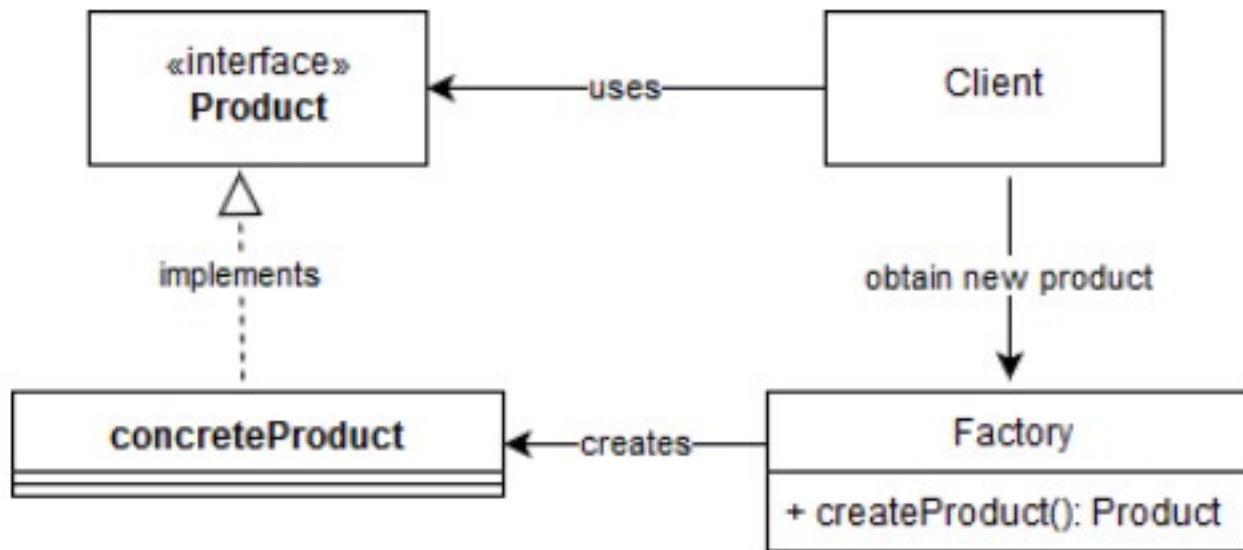 «interface»
Product
uses
Client
implements
obtain new product
concreteProduct
creates
Factory
+ createProduct(): Product